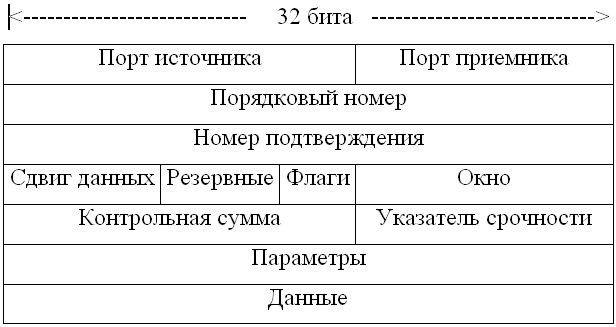 |<---------------------------- 32 бита ---------------------------->
Порт источника Порт приемника
Порядковый номер
Номер подтверждения
Сдвиг данных Резервные Флаги Окно
Контрольная сумма Указатель срочности
Параметры
Данные